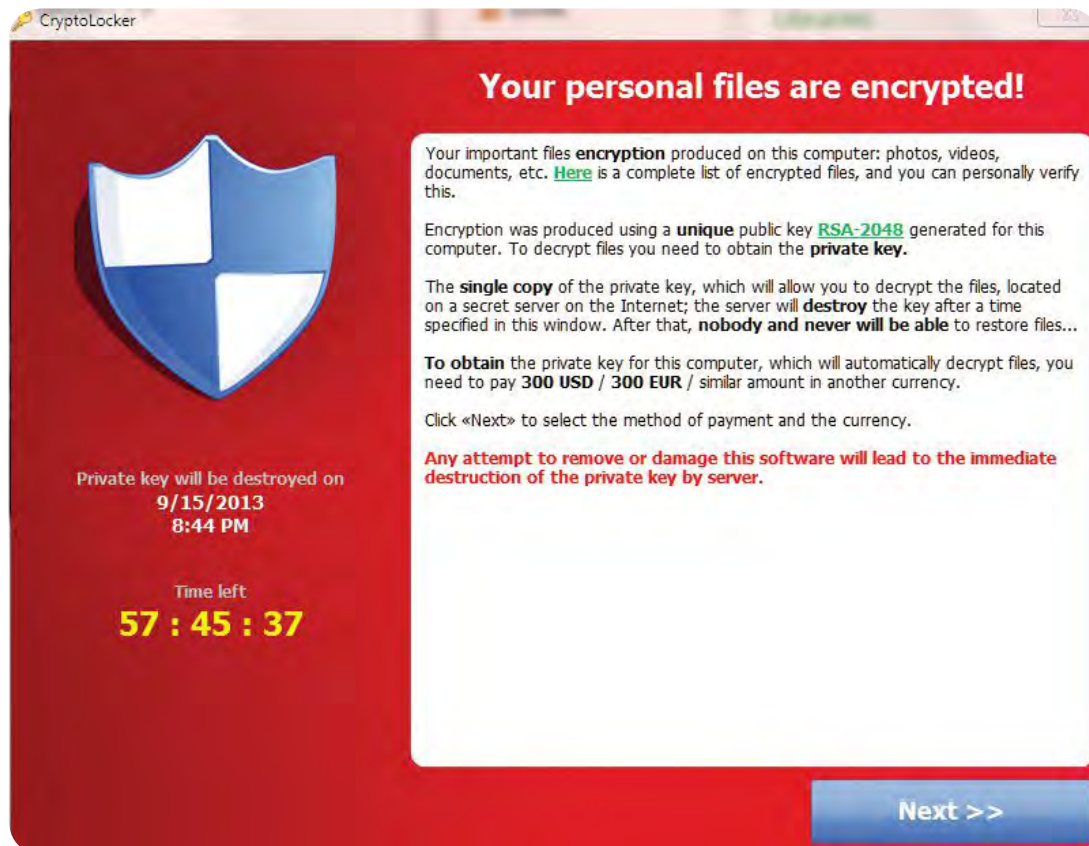 CryptoLocker
Your personal files are encrypted!
Your important files encryption produced on this computer: photos, videos,
documents, etc. Here is a complete list of encrypted files, and you can personally verify
this.
Encryption was produced using a unique public key RSA-2048 generated for this
computer. To decrypt files you need to obtain the private key.
The single copy of the private key, which will allow you to decrypt the files, located
on a secret server on the Internet; the server will destroy the key after a time
specified in this window. After that, nobody and never will be able to restore files...
To obtain the private key for this computer, which will automatically decrypt files, you
need to pay 300 USD / 300 EUR / similar amount in another currency.
Click «Next» to select the method of payment and the currency.
Any attempt to remove or damage this software will lead to the immediate
destruction of the private key by server.
Private key will be destroyed on
9/15/2013
8:44 PM
Time left
57 : 45 : 37
Next >>